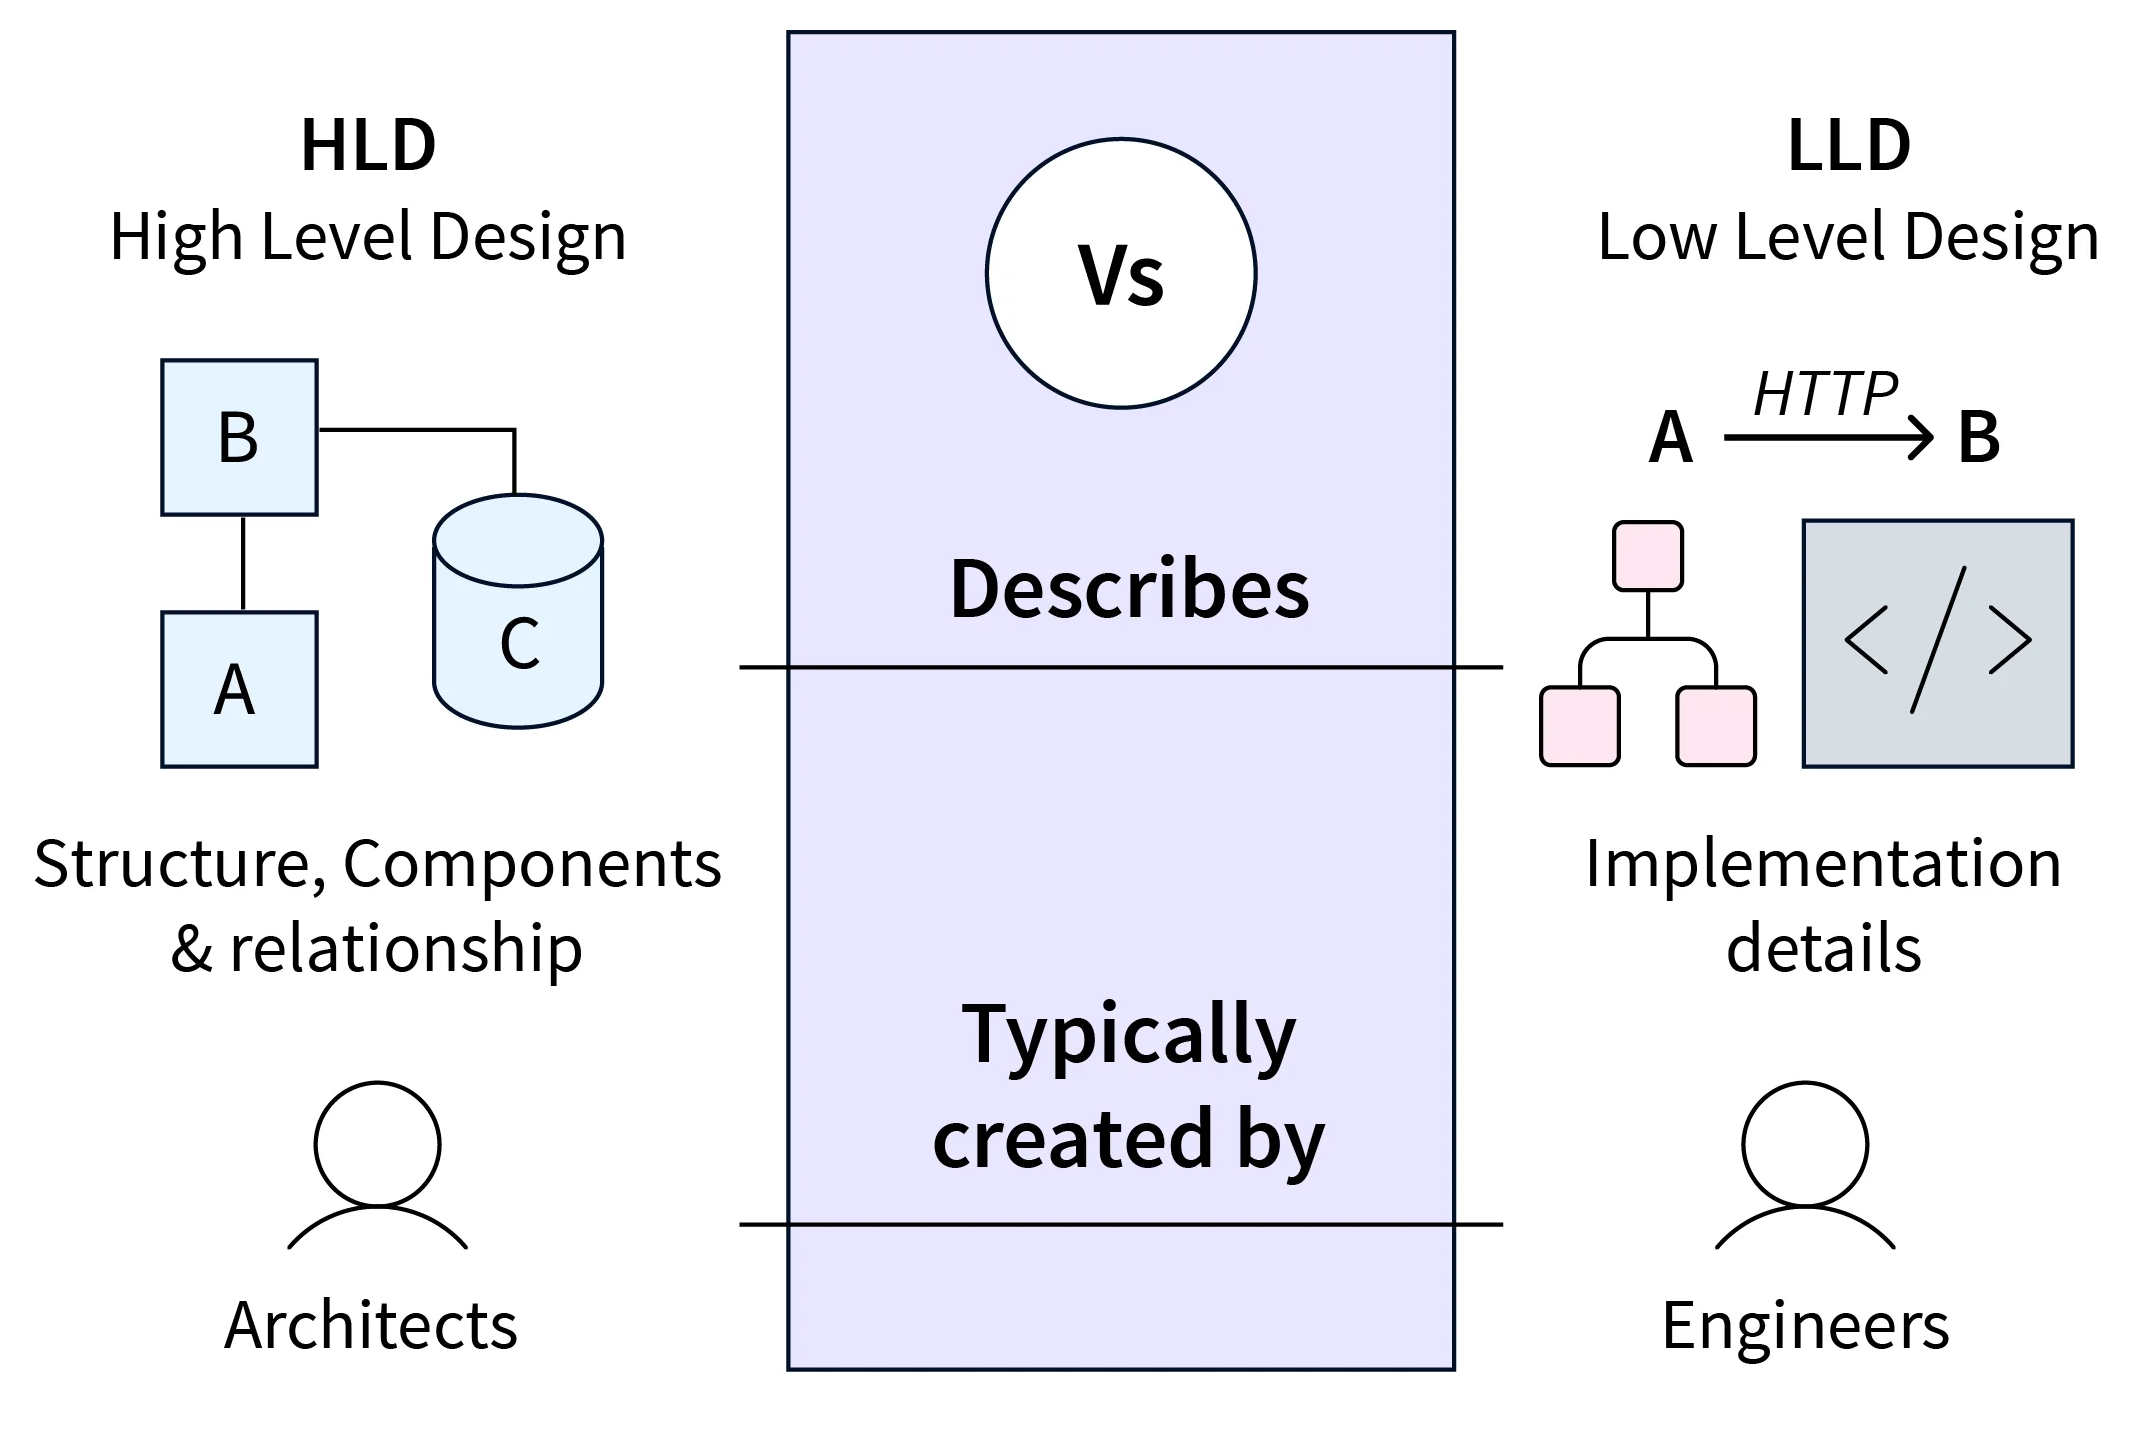 HLD
High Level Design
B
C
A
Structure, Components
& relationship
Architects
Vs
Describes
Typically
created by
LLD
Low Level Design
HTTP
A
B
</>
Implementation
details
Engineers